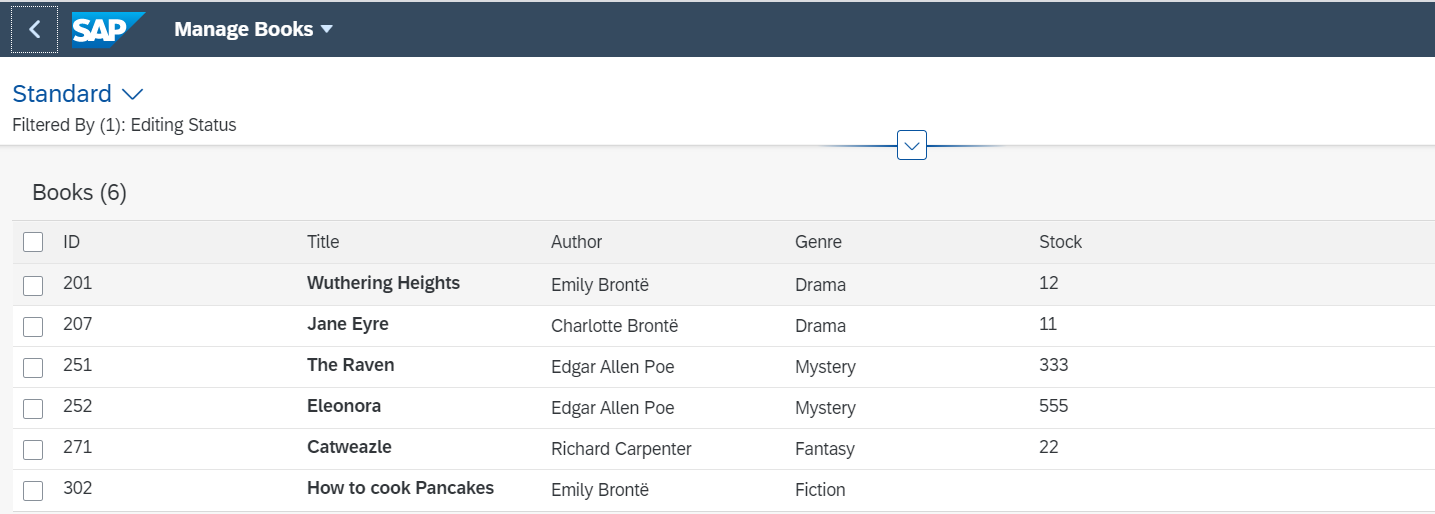 SAP Manage Books
Standard
Filtered By (1): Editing Status
Books (6)
ID Title Author Genre Stock
201 Wuthering Heights Emily Brontë Drama 12
207 Jane Eyre Charlotte Brontë Drama 11
251 The Raven Edgar Allen Poe Mystery 333
252 Eleonora Edgar Allen Poe Mystery 555
271 Catweazle Richard Carpenter Fantasy 22
302 How to cook Pancakes Emily Brontë Fiction